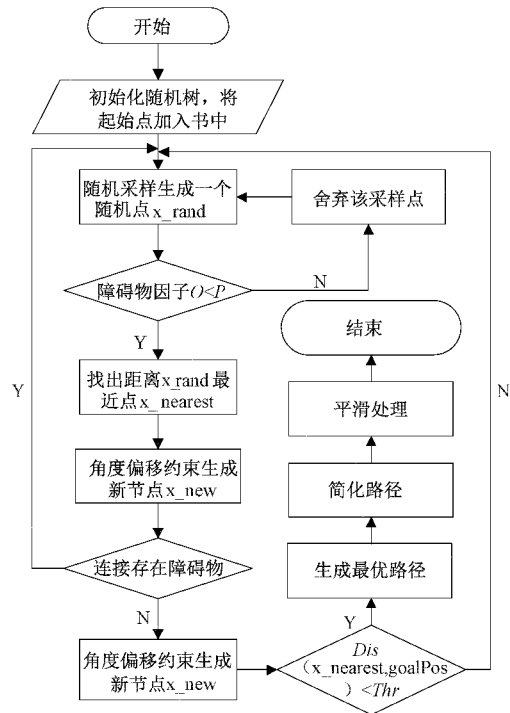 开始
初始化随机树，将
起始点加入书中
随机采样生成一个
随机点x_rand
舍弃该采样点
障碍物因子O<P
N
Y
结束
找出距离x_rand最
近点x_nearest
Y
N
平滑处理
角度偏移约束生成
新节点x_new
简化路径
连接存在障碍物
生成最优路径
N
Y
角度偏移约束生成
新节点x_new
Dis
（x_nearest,goalPos
）<Thr